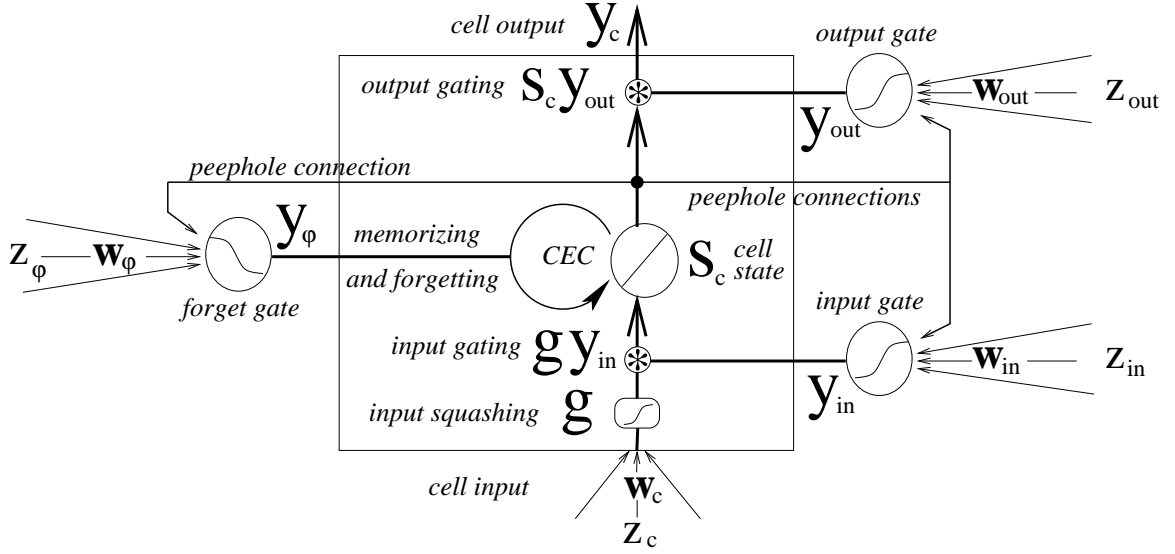 cell output y_c
output gate
output gating s_c y_out
w_out z_out
y_out
peephole connection
peephole connections
z_φ w_φ
y_φ
memorizing
CEC
s_c cell
state
and forgetting
forget gate
input gate
input gating g y_in
w_in z_in
y_in
input squashing g
cell input
w_c
z_c